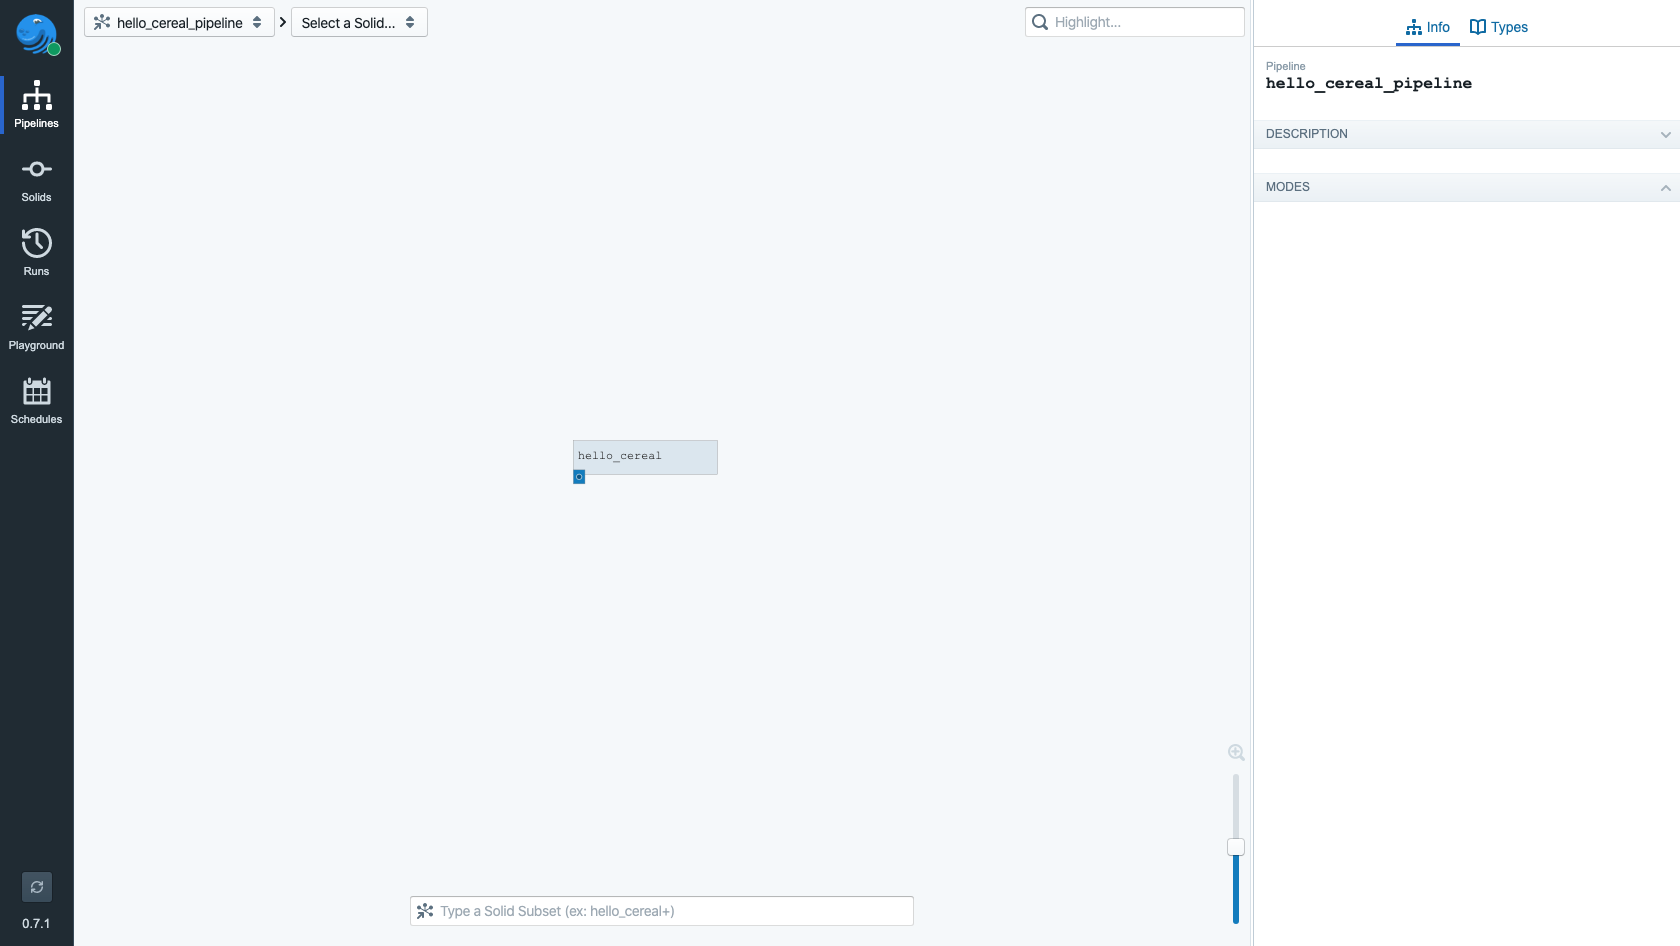 hello_cereal_pipeline
Select a Solid...
Highlight...
Info
Types
Pipelines
Solids
Runs
Playground
Schedules
0.7.1
hello_cereal
Type a Solid Subset (ex: hello_cereal+)
Pipeline
hello_cereal_pipeline
DESCRIPTION
MODES